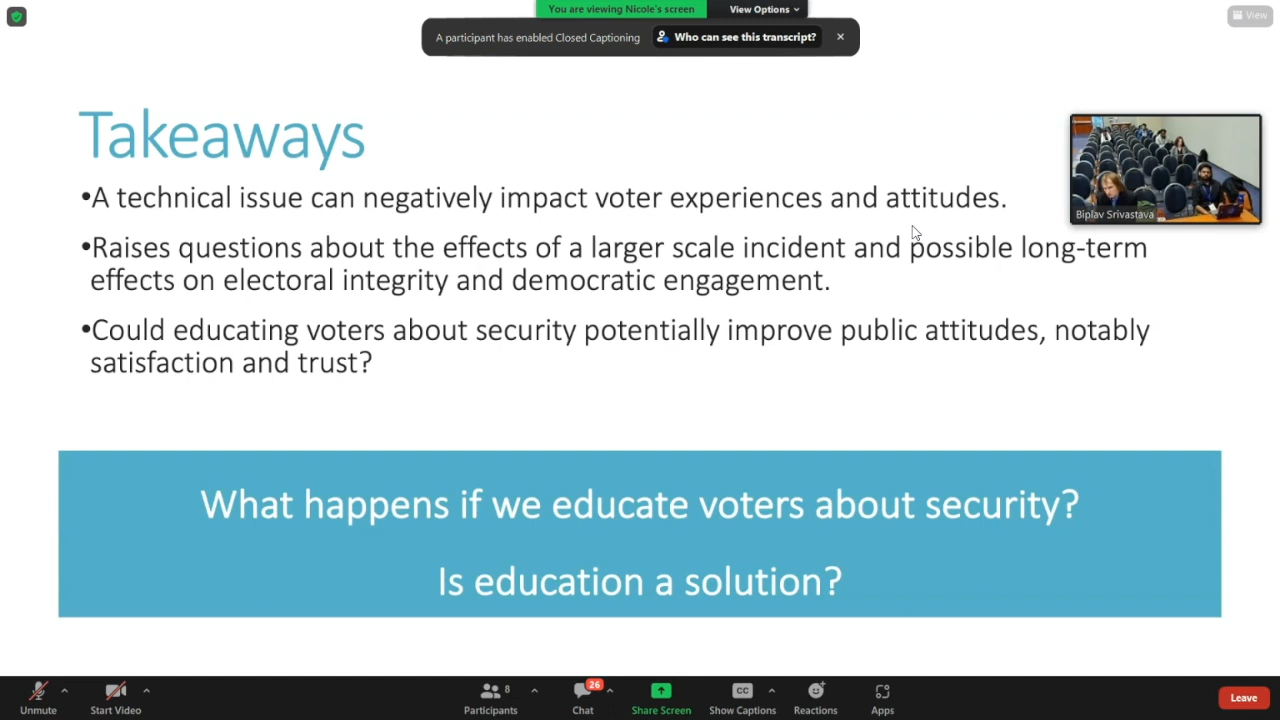 You are viewing Nicole's screen
View Options
View
A participant has enabled Closed Captioning
Who can see this transcript?
Takeaways
•A technical issue can negatively impact voter experiences and attitudes.
•Raises questions about the effects of a larger scale incident and possible long-term
effects on electoral integrity and democratic engagement.
•Could educating voters about security potentially improve public attitudes, notably
satisfaction and trust?
Biplav Srivastava
What happens if we educate voters about security?
Is education a solution?
Unmute
Start Video
8
Participants
26
Chat
Share Screen
CC
Show Captions
Reactions
Apps
Leave